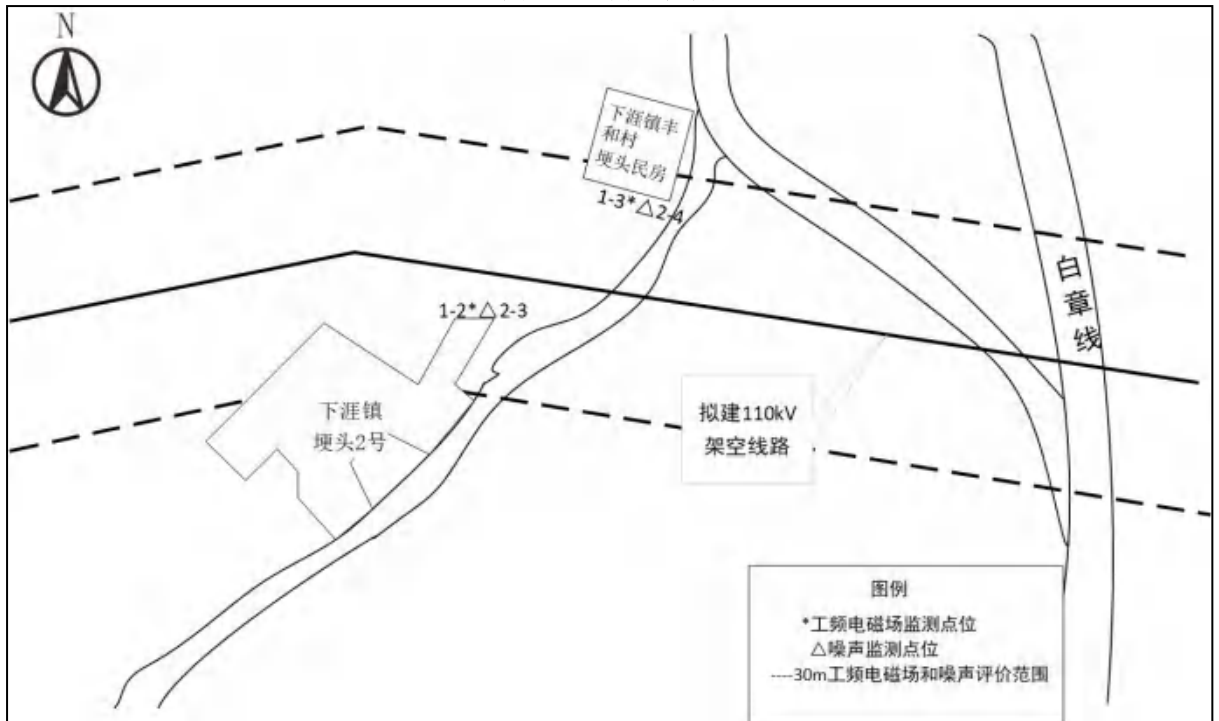 N
下涯镇丰
和村
埂头民房
1-3*△2-4
白章线
1-2*△2-3
下涯镇
埂头2号
拟建110kV
架空线路
图例
*工频电磁场监测点位
△噪声监测点位
----30m工频电磁场和噪声评价范围